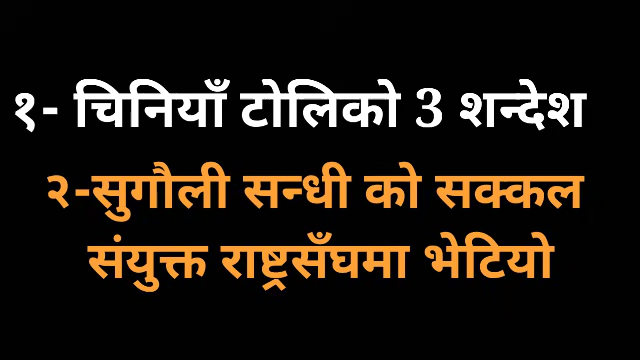 १- चिनियाँ टोलिको 3 शन्देश
२-सुगौली सन्धी को सक्कल
संयुक्त राष्ट्रसँघमा भेटियो